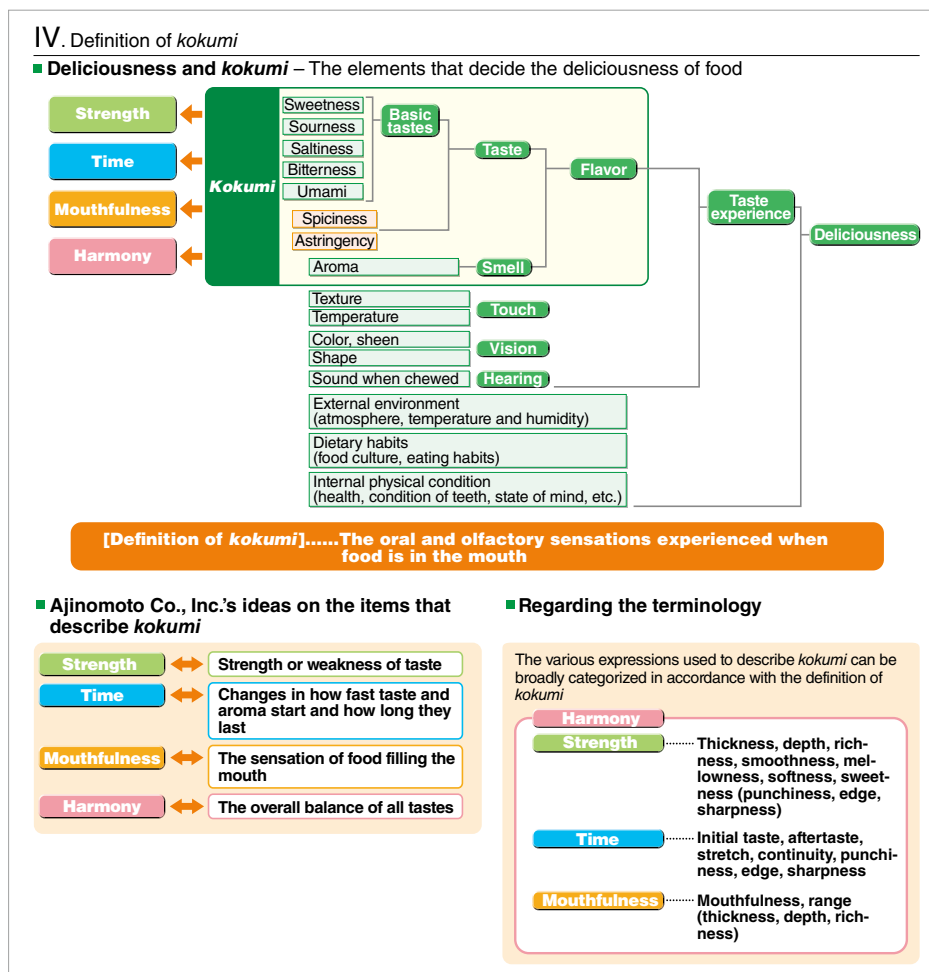 IV. Definition of kokumi
Deliciousness and kokumi – The elements that decide the deliciousness of food
Strength
Time
Mouthfulness
Harmony
Kokumi
Sweetness
Sourness
Saltiness
Bitterness
Umami
Basic
tastes
Spiciness
Astringency
Taste
Aroma
Smell
Flavor
Texture
Temperature
Touch
Color, sheen
Shape
Vision
Sound when chewed
Hearing
Taste
experience
Deliciousness
External environment
(atmosphere, temperature and humidity)
Dietary habits
(food culture, eating habits)
Internal physical condition
(health, condition of teeth, state of mind, etc.)
[Definition of kokumi]......The oral and olfactory sensations experienced when
food is in the mouth
Ajinomoto Co., Inc.'s ideas on the items that
describe kokumi
Strength
Strength or weakness of taste
Time
Changes in how fast taste and
aroma start and how long they
last
Mouthfulness
The sensation of food filling the
mouth
Harmony
The overall balance of all tastes
Regarding the terminology
The various expressions used to describe kokumi can be
broadly categorized in accordance with the definition of
kokumi
Harmony
Strength ........ Thickness, depth, rich-
ness, smoothness, mel-
lowness, softness, sweet-
ness (punchiness, edge,
sharpness)
Time ........ Initial taste, aftertaste,
stretch, continuity, punchi-
ness, edge, sharpness
Mouthfulness ........ Mouthfulness, range
(thickness, depth, rich-
ness)